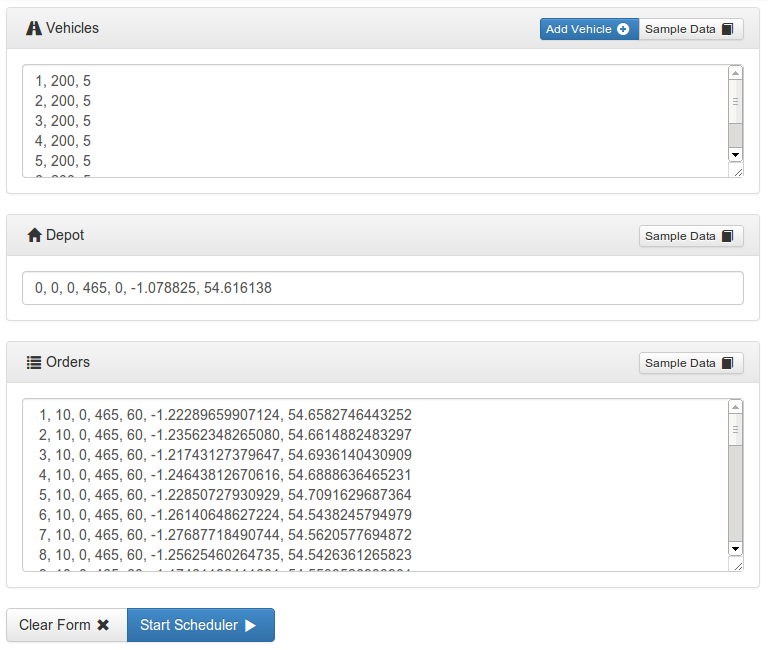 Vehicles
Add Vehicle
Sample Data
1, 200, 5
2, 200, 5
3, 200, 5
4, 200, 5
5, 200, 5
Depot
Sample Data
0, 0, 0, 465, 0, -1.078825, 54.616138
Orders
Sample Data
1, 10, 0, 465, 60, -1.22289659907124, 54.6582746443252
2, 10, 0, 465, 60, -1.23562348265080, 54.6614882483297
3, 10, 0, 465, 60, -1.21743127379647, 54.6936140430909
4, 10, 0, 465, 60, -1.24643812670616, 54.6888636465231
5, 10, 0, 465, 60, -1.22850727930929, 54.7091629687364
6, 10, 0, 465, 60, -1.26140648627224, 54.5438245794979
7, 10, 0, 465, 60, -1.27687718490744, 54.5620577694872
8, 10, 0, 465, 60, -1.25625460264735, 54.5426361265823
Clear Form
Start Scheduler